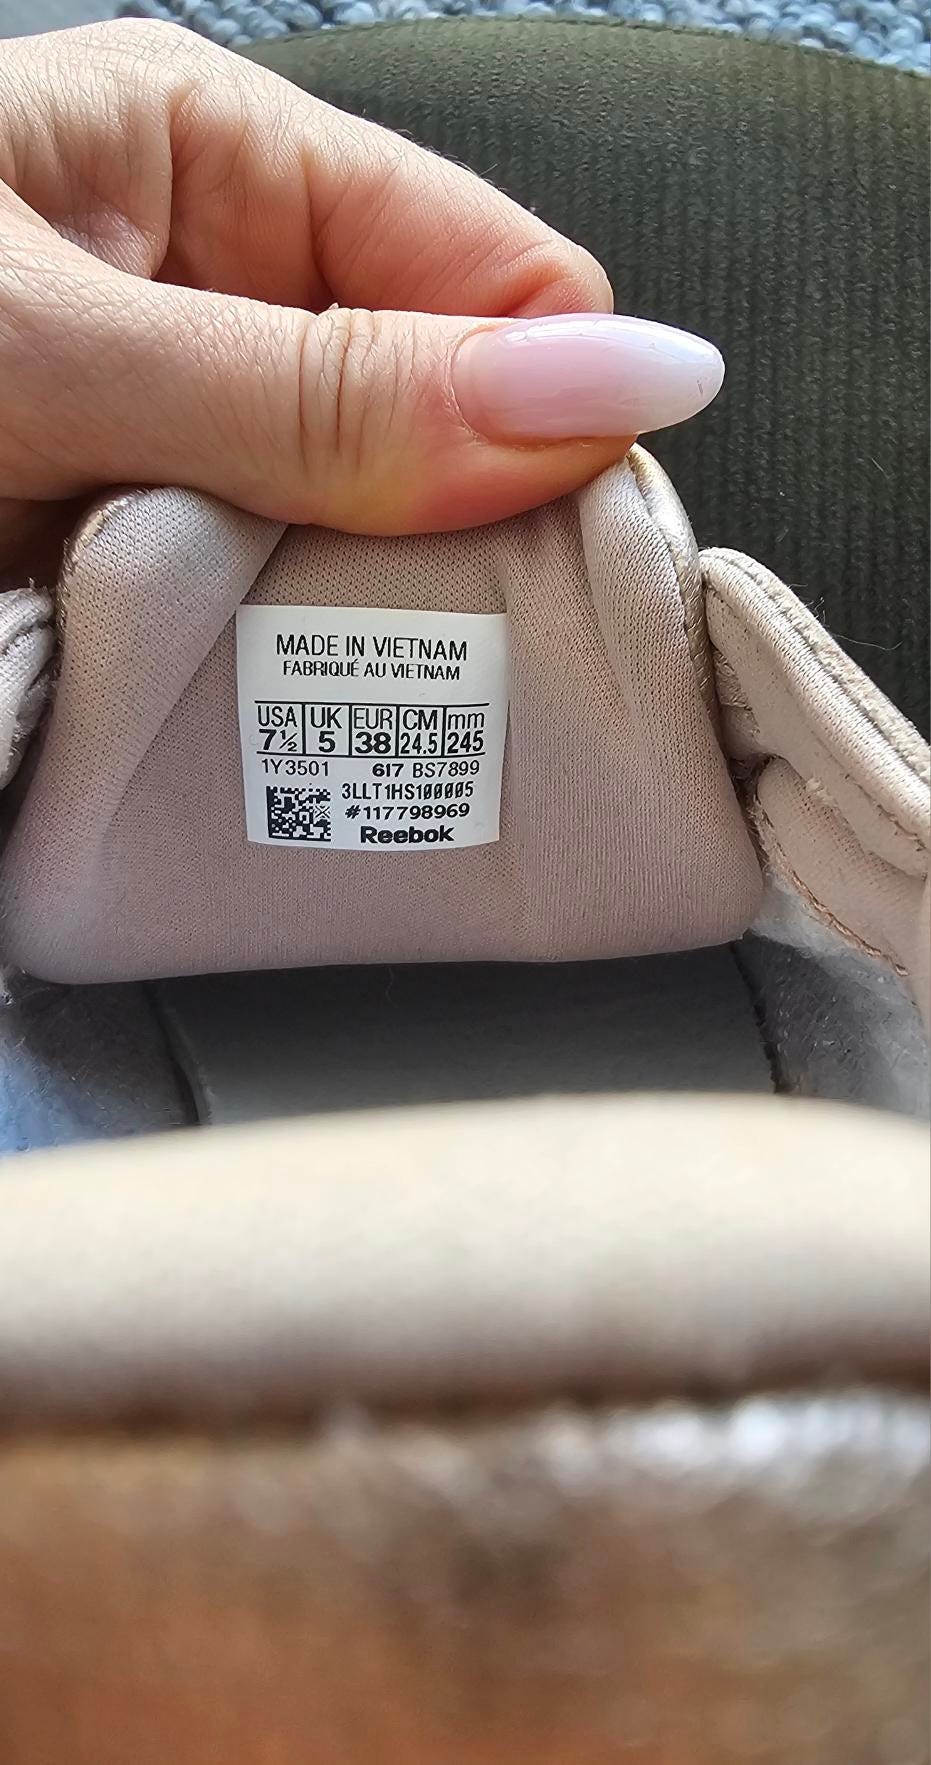 MADE IN VIETNAM
FABRIQUÉ AU VIETNAM
USA UK EUR CM mm
7½ 5 38 24.5 245
1Y3501 617 BS7899
3LLT1HS100005
#117798969
Reebok